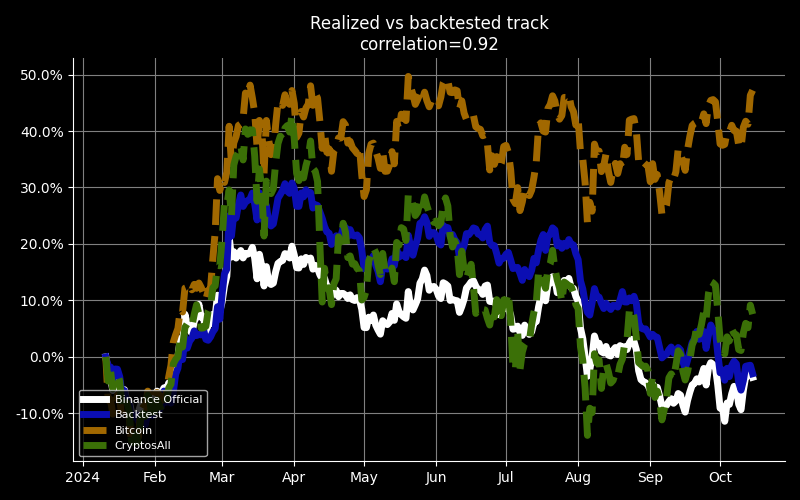 Realized vs backtested track
correlation=0.92
50.0%
40.0%
30.0%
20.0%
10.0%
0.0%
-10.0%
Binance Official
Backtest
Bitcoin
CryptosAll
2024 Feb Mar Apr May Jun Jul Aug Sep Oct